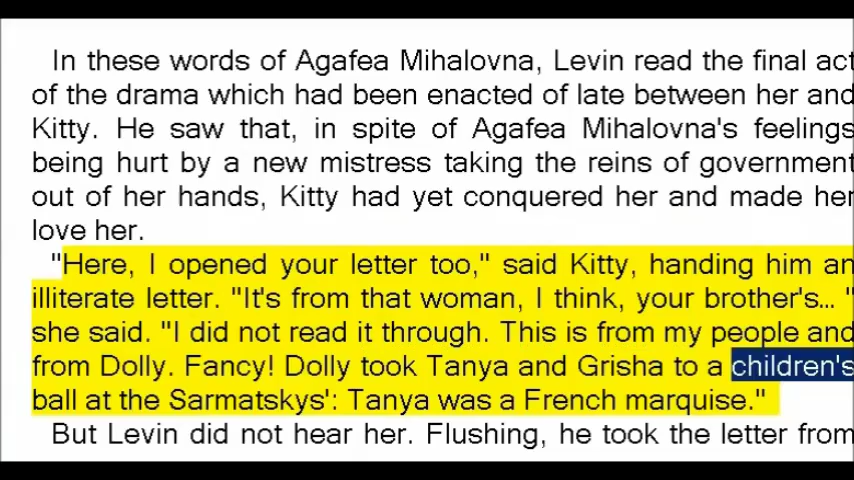 In these words of Agafea Mihalovna, Levin read the final act
of the drama which had been enacted of late between her and
Kitty. He saw that, in spite of Agafea Mihalovna's feelings
being hurt by a new mistress taking the reins of government
out of her hands, Kitty had yet conquered her and made her
love her.
"Here, I opened your letter too," said Kitty, handing him an
illiterate letter. "It's from that woman, I think, your brother's... "
she said. "I did not read it through. This is from my people and
from Dolly. Fancy! Dolly took Tanya and Grisha to a children's
ball at the Sarmatskys': Tanya was a French marquise."
But Levin did not hear her. Flushing, he took the letter from